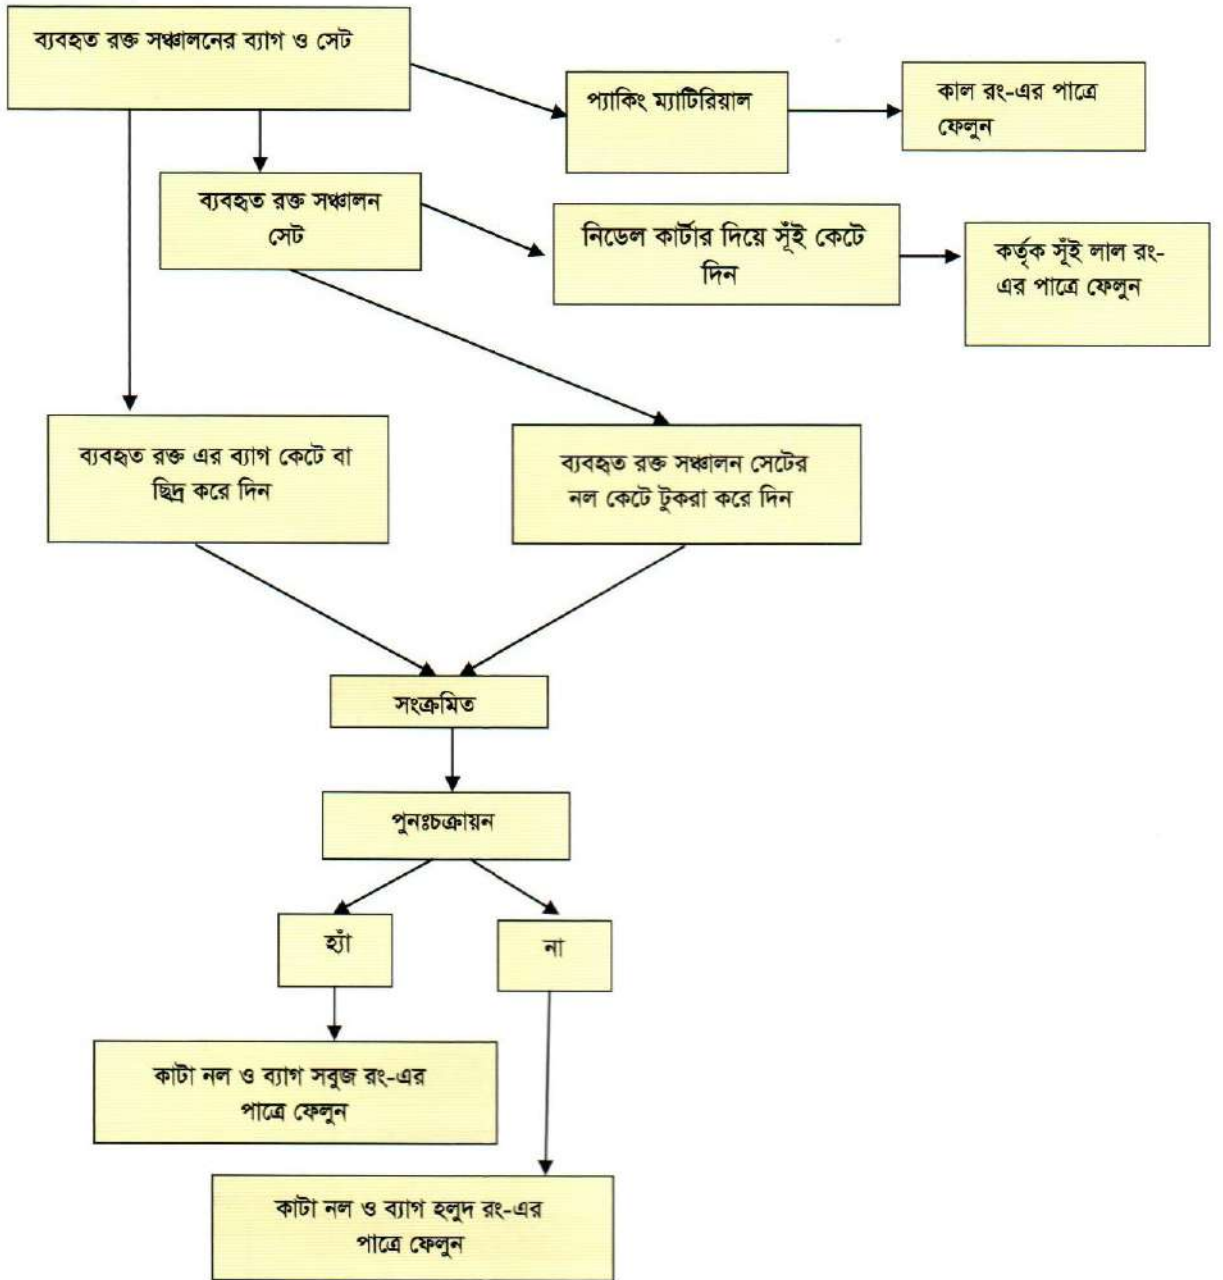 ব্যবহৃত রক্ত সঞ্চালনের ব্যাগ ও সেট
প্যাকিং ম্যাটিরিয়াল
কাল রং-এর পাত্রে
ফেলুন
ব্যবহৃত রক্ত সঞ্চালন
সেট
নিডেল কার্টার দিয়ে সূঁই কেটে
দিন
কর্তৃক সূঁই লাল রং-
এর পাত্রে ফেলুন
ব্যবহৃত রক্ত এর ব্যাগ কেটে বা
ছিদ্র করে দিন
ব্যবহৃত রক্ত সঞ্চালন সেটের
নল কেটে টুকরা করে দিন
সংক্রমিত
পুনঃচক্রায়ন
হ্যাঁ
না
কাটা নল ও ব্যাগ সবুজ রং-এর
পাত্রে ফেলুন
কাটা নল ও ব্যাগ হলুদ রং-এর
পাত্রে ফেলুন